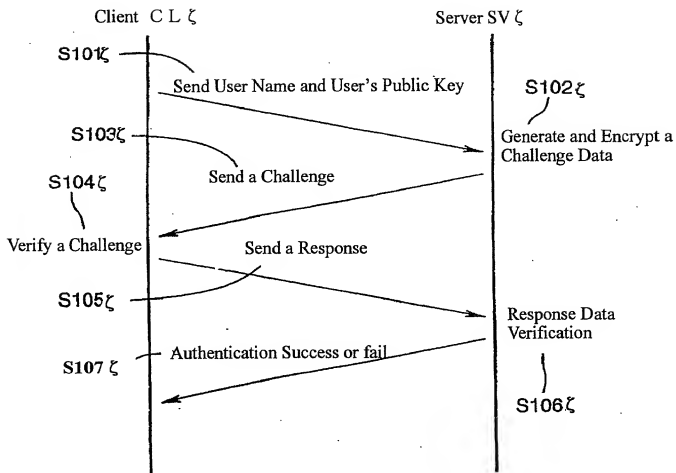 Client C L ζ
Server SV ζ
S101ζ
Send User Name and User's Public Key
S102ζ
S103ζ
Generate and Encrypt a
Challenge Data
Send a Challenge
S104ζ
Verify a Challenge
Send a Response
S105ζ
Response Data
Verification
S107 ζ
Authentication Success or fail
S106ζ